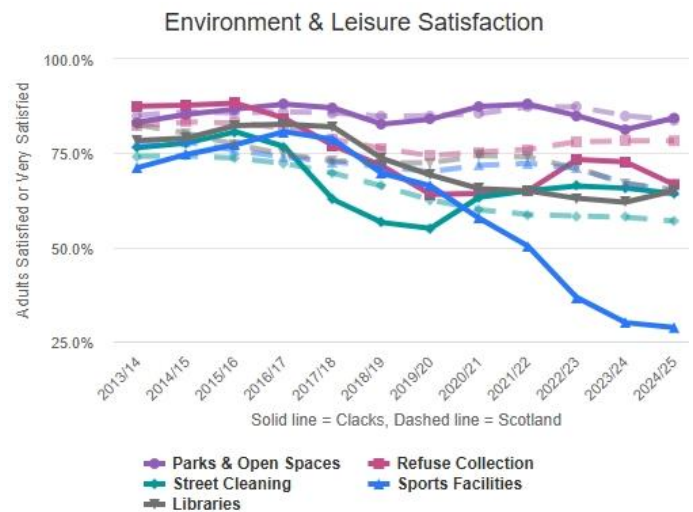 Environment & Leisure Satisfaction
Adults Satisfied or Very Satisfied
100.0%
75.0%
50.0%
25.0%
2013/14
2014/15
2015/16
2016/17
2017/18
2018/19
2019/20
2020/21
2021/22
2022/23
2023/24
2024/25
Solid line = Clacks, Dashed line = Scotland
Parks & Open Spaces
Refuse Collection
Street Cleaning
Sports Facilities
Libraries